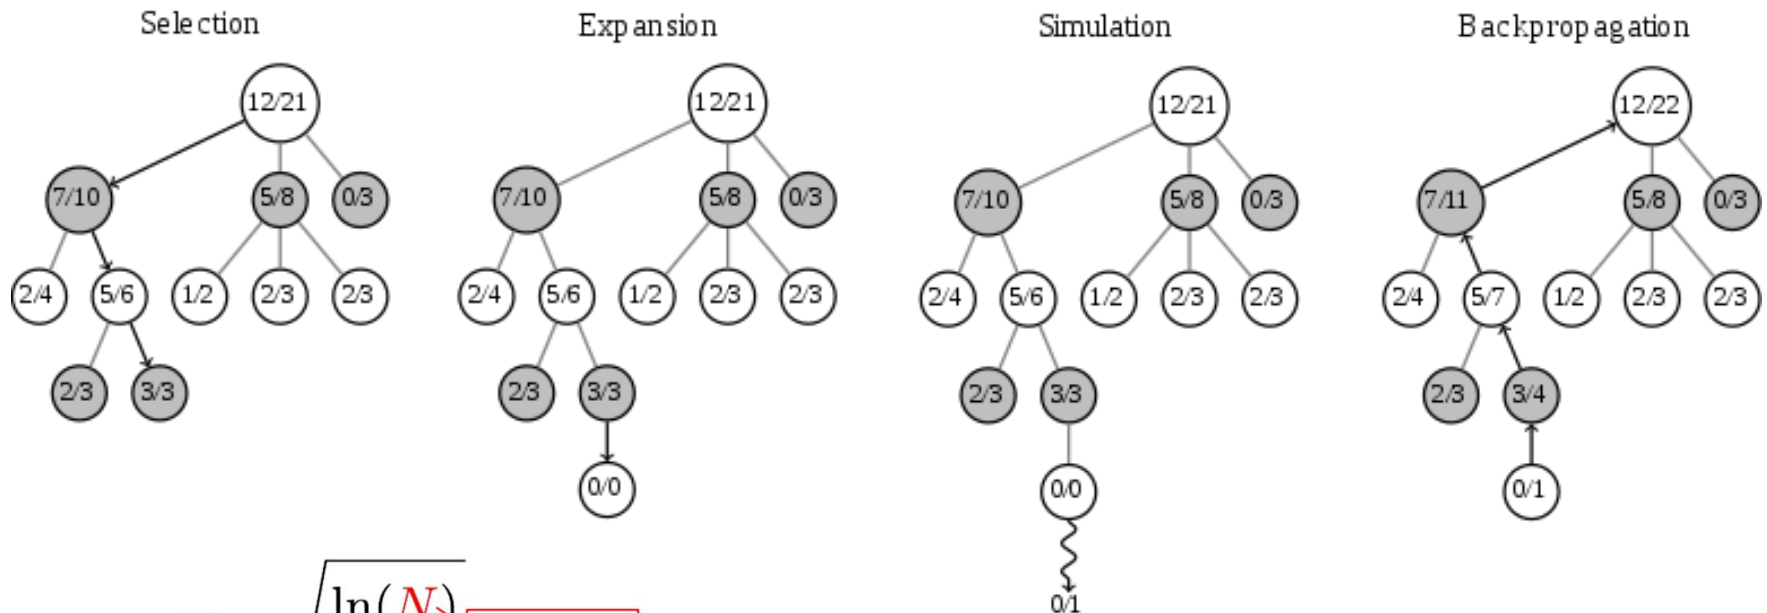 Selection Expansion Simulation Backpropagation
12/21 12/21 12/21 12/22
7/10 5/8 0/3 7/10 5/8 0/3 7/10 5/8 0/3 7/11 5/8 0/3
2/4 5/6 1/2 2/3 2/3 2/4 5/6 1/2 2/3 2/3 2/4 5/6 1/2 2/3 2/3 2/4 5/7 1/2 2/3 2/3
2/3 3/3 2/3 3/3 2/3 3/3 2/3 3/4
0/0 0/0 0/1
0/1
ln(N)